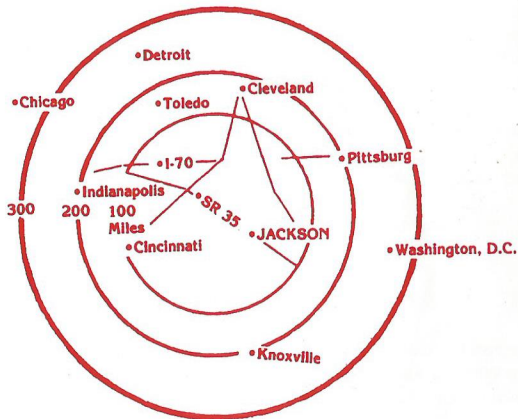 •Detroit
•Cleveland
•Chicago
•Toledo
•I-70
•Pittsburg
•Indianapolis
•SR 35
300 200 100
Miles
•JACKSON
•Cincinnati
•Washington, D.C.
•Knoxville